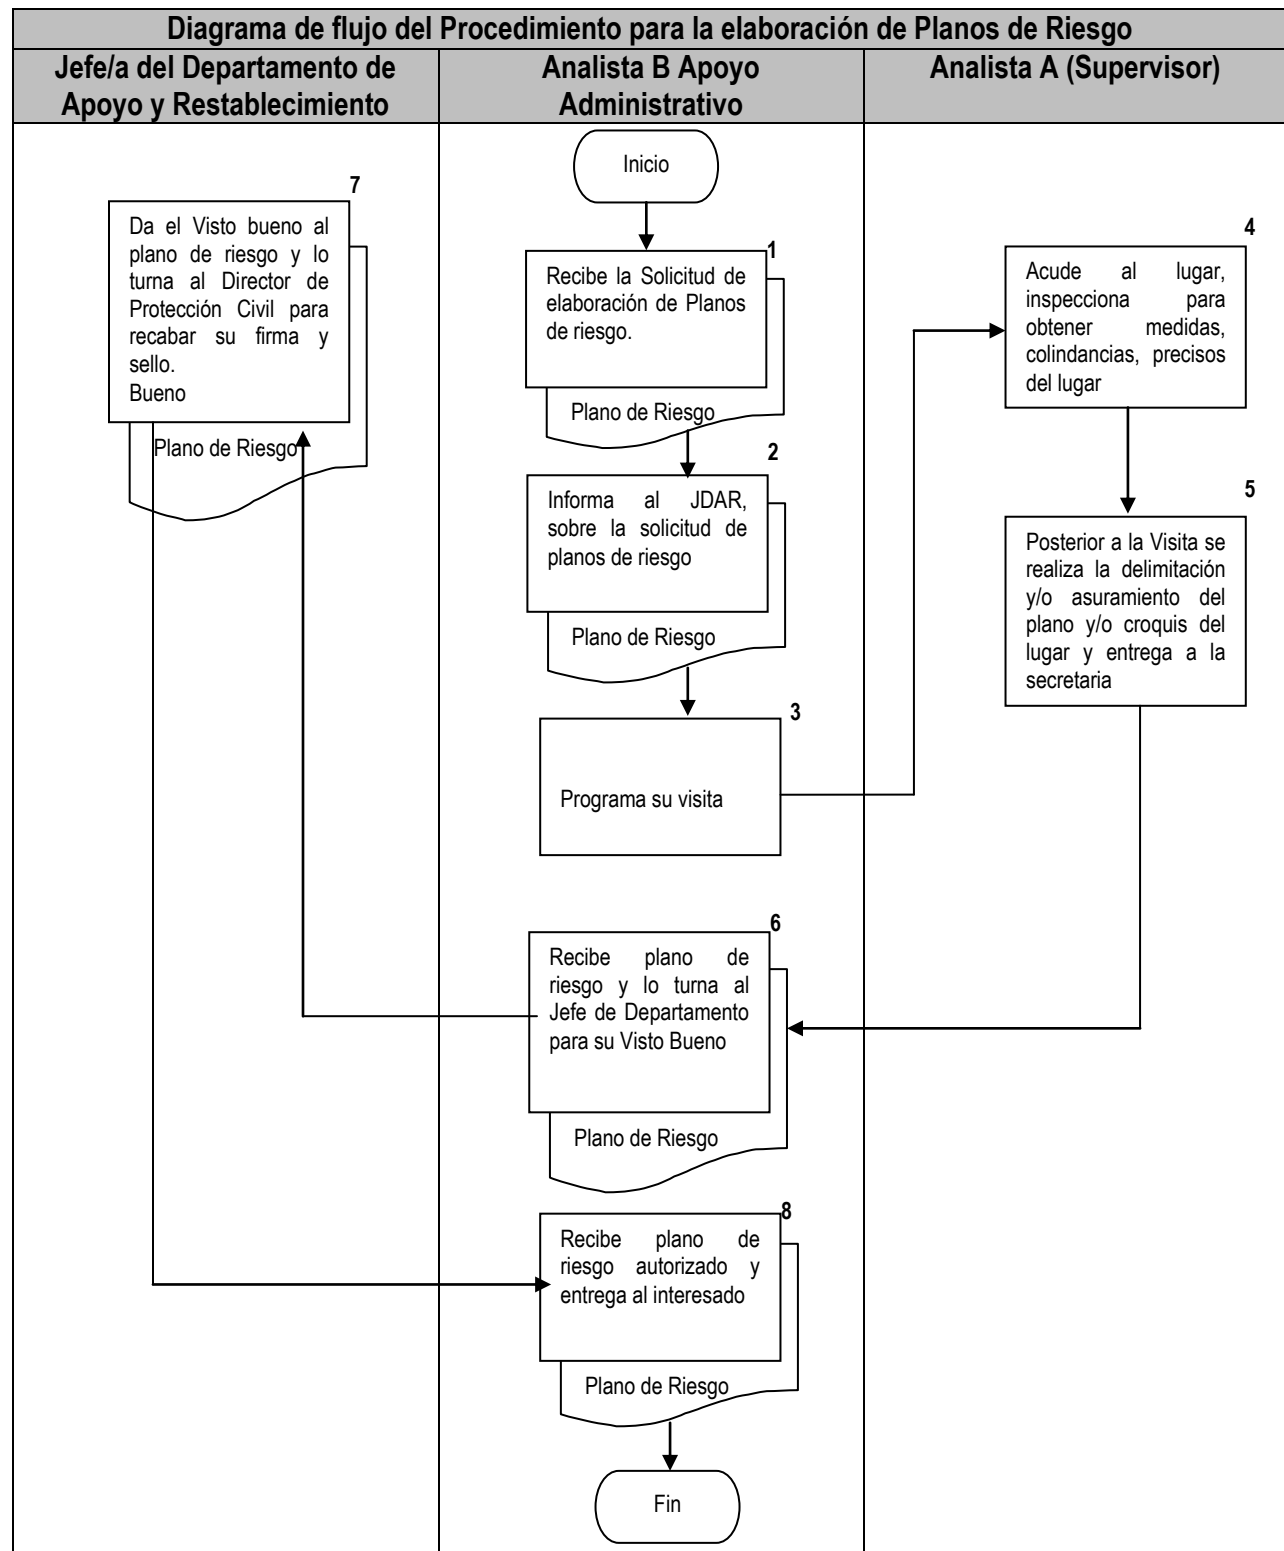 Diagrama de flujo del Procedimiento para la elaboración de Planos de Riesgo
Jefe/a del Departamento de
Apoyo y Restablecimiento
Analista B Apoyo
Administrativo
Analista A (Supervisor)
Inicio
1
Recibe la Solicitud de
elaboración de Planos
de riesgo.
Plano de Riesgo
2
Informa al JDAR,
sobre la solicitud de
planos de riesgo
Plano de Riesgo
3
Programa su visita
4
Acude al lugar,
inspecciona para
obtener medidas,
colindancias, precisos
del lugar
5
Posterior a la Visita se
realiza la delimitación
y/o asuramiento del
plano y/o croquis del
lugar y entrega a la
secretaria
6
Recibe plano de
riesgo y lo turna al
Jefe de Departamento
para su Visto Bueno
Plano de Riesgo
7
Da el Visto bueno al
plano de riesgo y lo
turna al Director de
Protección Civil para
recabar su firma y
sello.
Bueno
Plano de Riesgo
8
Recibe plano de
riesgo autorizado y
entrega al interesado
Plano de Riesgo
Fin